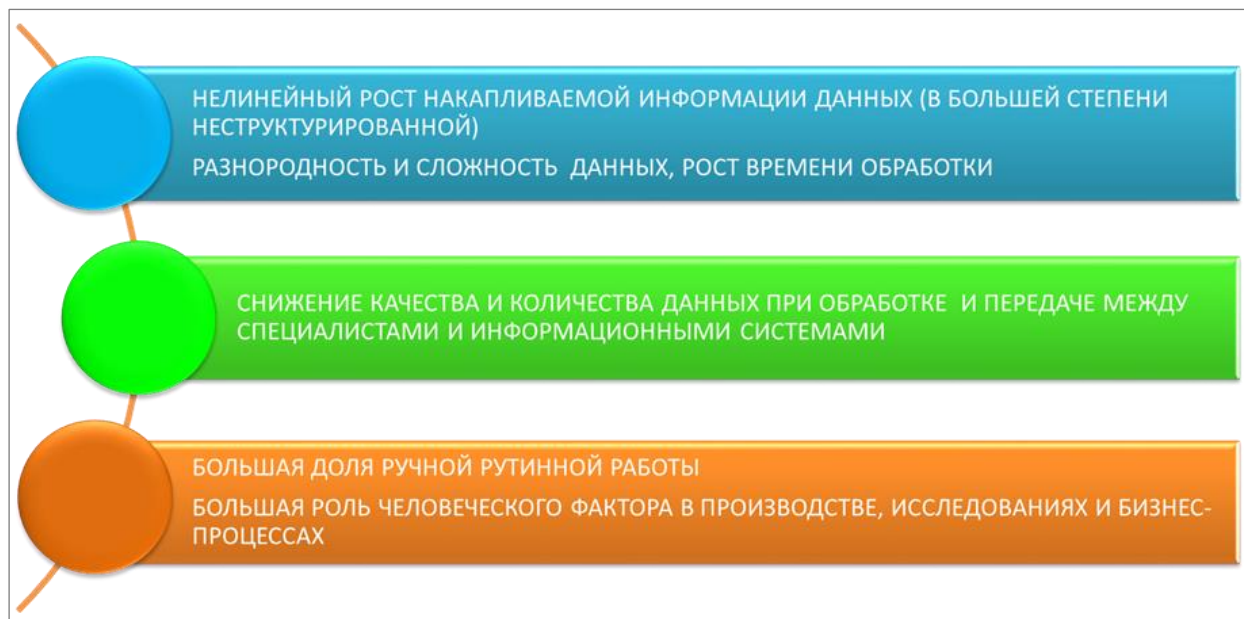 НЕЛИНЕЙНЫЙ РОСТ НАКАПЛИВАЕМОЙ ИНФОРМАЦИИ ДАННЫХ (В БОЛЬШЕЙ СТЕПЕНИ
НЕСТРУКТУРИРОВАННОЙ)
РАЗНОРОДНОСТЬ И СЛОЖНОСТЬ ДАННЫХ, РОСТ ВРЕМЕНИ ОБРАБОТКИ
СНИЖЕНИЕ КАЧЕСТВА И КОЛИЧЕСТВА ДАННЫХ ПРИ ОБРАБОТКЕ И ПЕРЕДАЧЕ МЕЖДУ
СПЕЦИАЛИСТАМИ И ИНФОРМАЦИОННЫМИ СИСТЕМАМИ
БОЛЬШАЯ ДОЛЯ РУЧНОЙ РУТИННОЙ РАБОТЫ
БОЛЬШАЯ РОЛЬ ЧЕЛОВЕЧЕСКОГО ФАКТОРА В ПРОИЗВОДСТВЕ, ИССЛЕДОВАНИЯХ И БИЗНЕС-
ПРОЦЕССАХ